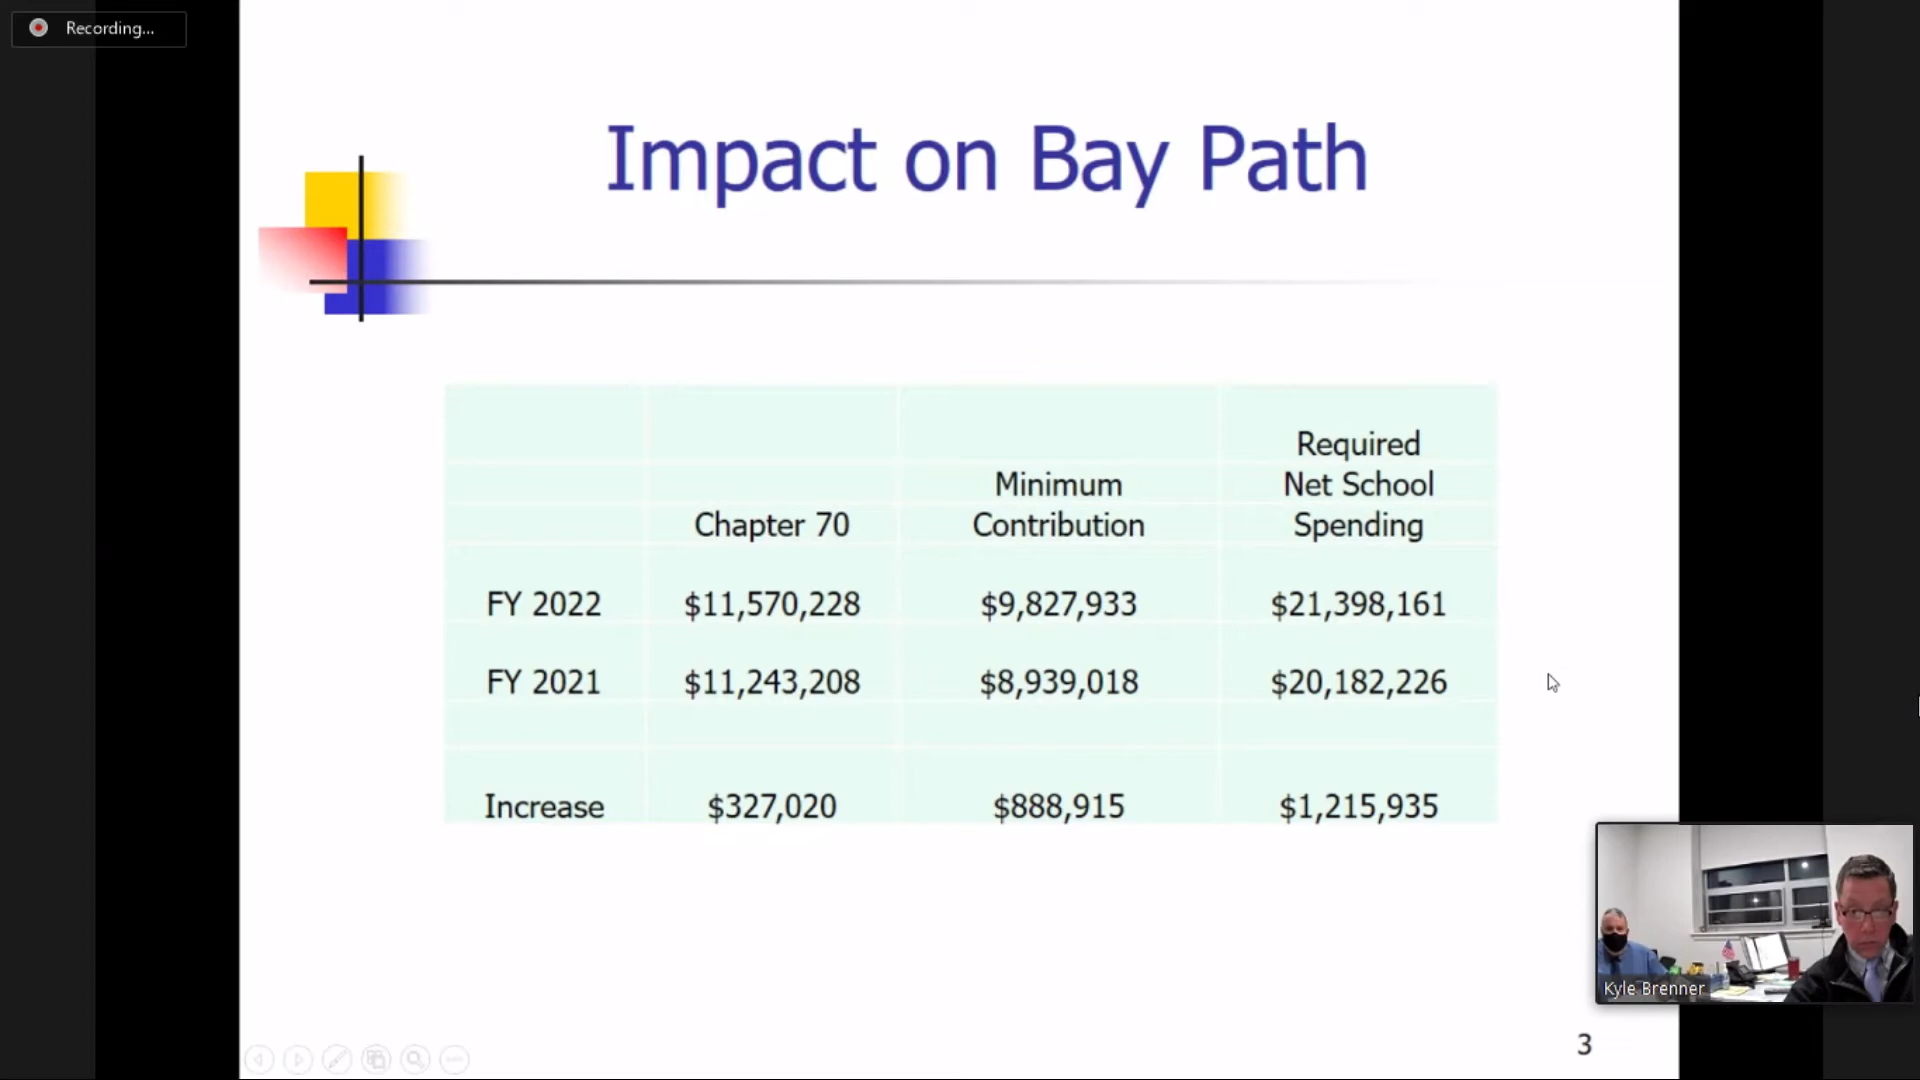 Recording...
Impact on Bay Path
Required
Minimum Net School
Chapter 70 Contribution Spending
FY 2022 $11,570,228 $9,827,933 $21,398,161
FY 2021 $11,243,208 $8,939,018 $20,182,226
Increase $327,020 $888,915 $1,215,935
Kyle Brenner
3